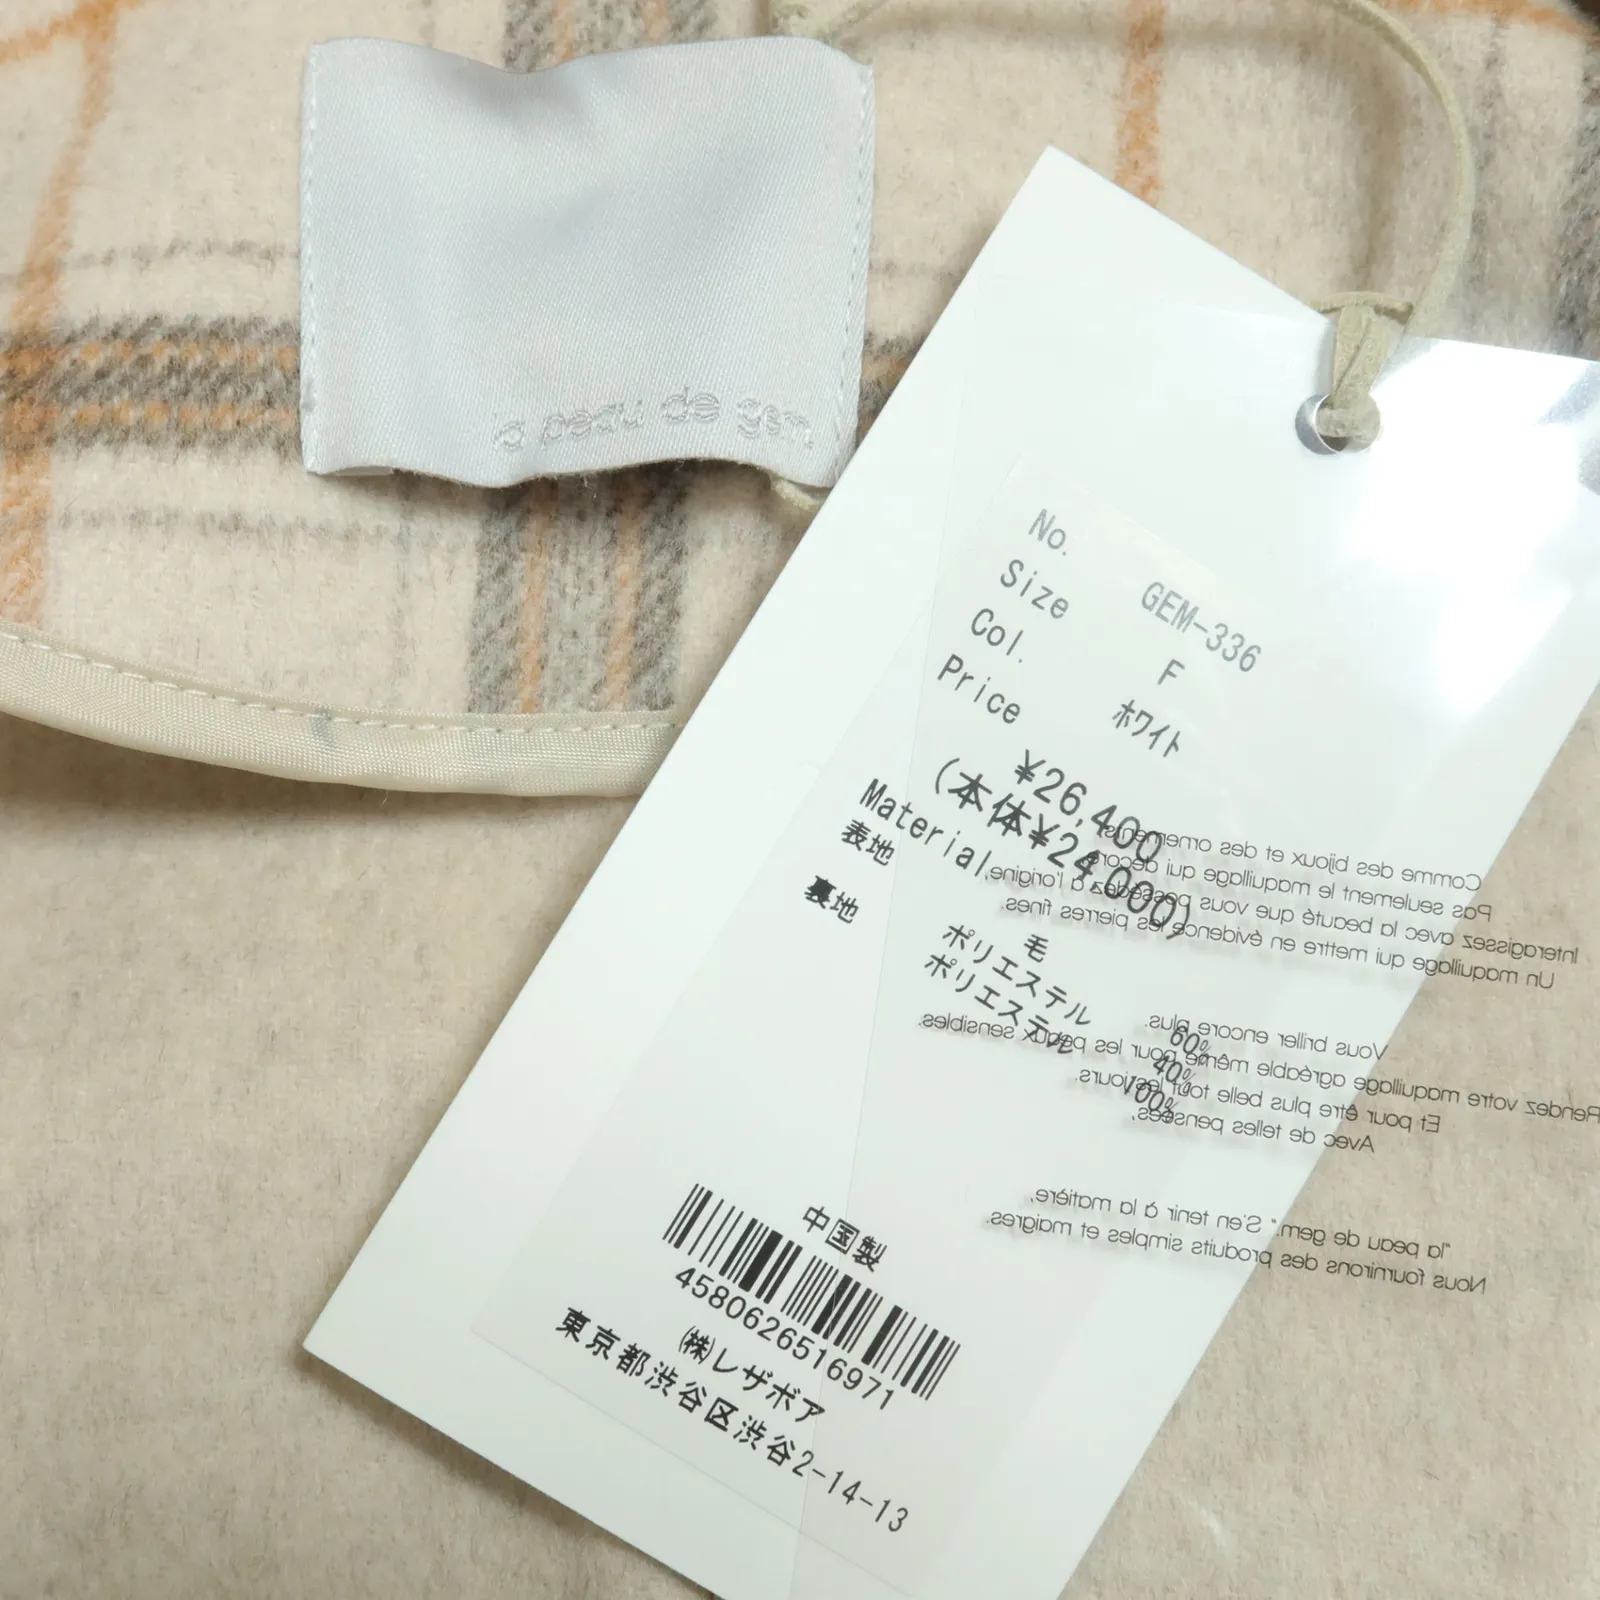 la peau de gem.
No. GEM-336
Size F
Col. ホワイト
Price ¥26,400
(本体¥24,000)
Material
表地 毛 60%
ポリエステル 40%
裏地 ポリエステル 100%
中国製
4580626516971
㈱レザボア
東京都渋谷区渋谷2-14-13
Comme des bijoux et des ornements
Pas seulement le maquillage qui décore
Interagissez avec la beauté que vous possédez à l'origine,
Un maquillage qui mettre en évidence les pierres fines.
Vous briller encore plus.
Rendez votre maquillage agréable même pour les peaux sensibles.
Et pour être plus belle tout les jours.
Avec de telles pensées,
"la peau de gem." S'en tenir à la matière,
Nous fournirons des produits simples et maigres.